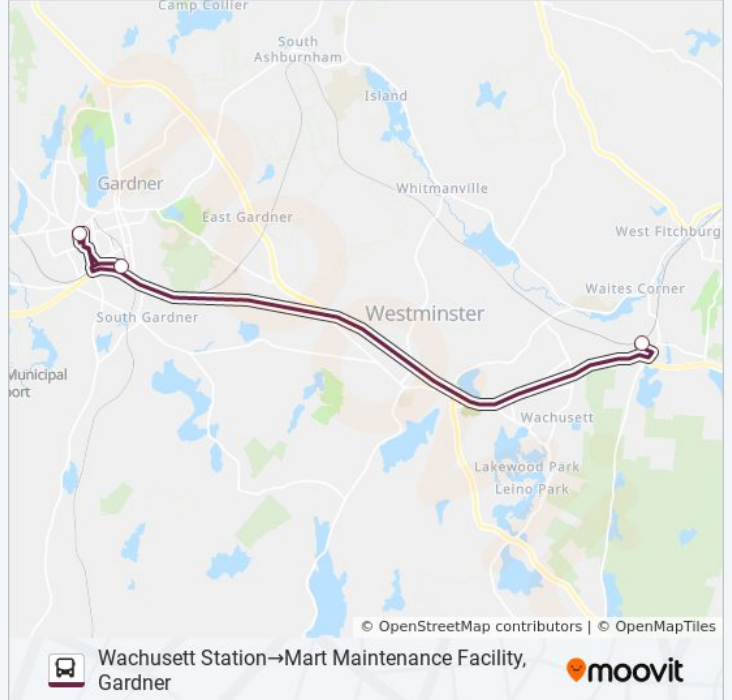 Camp Collier
South
Ashburnham
Island
Gardner
Whitmanville
East Gardner
West Fitchburg
Waites Corner
South Gardner
Westminster
Municipal
port
Wachusett
Lakewood Park
Leino Park
© OpenStreetMap contributors | © OpenMapTiles
Wachusett Station→Mart Maintenance Facility,
Gardner
moovit